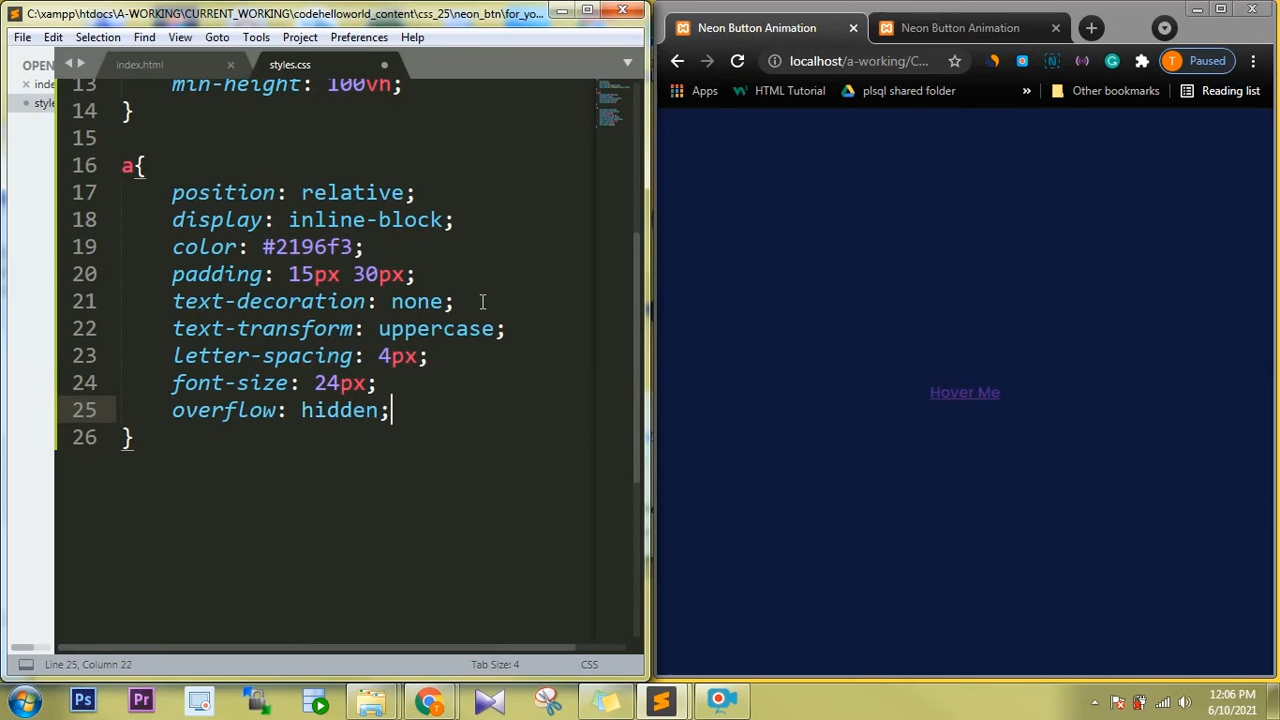 C:\xampp\htdocs\A-WORKING\CURRENT_WORKING\codehelloworld_content\css_25\neon_btn\for_yo...
File Edit Selection Find View Goto Tools Project Preferences Help
OPEN
inde
style
index.html
styles.css
13 min-height: 100vh;
14 }
15
16 a{
17 position: relative;
18 display: inline-block;
19 color: #2196f3;
20 padding: 15px 30px;
21 text-decoration: none;
22 text-transform: uppercase;
23 letter-spacing: 4px;
24 font-size: 24px;
25 overflow: hidden;
26 }
Line 25, Column 22
Tab Size: 4
CSS
Neon Button Animation
Neon Button Animation
localhost/a-working/C...
T Paused
Apps
HTML Tutorial
plsql shared folder
»
Other bookmarks
Reading list
Hover Me
Ps
Pr
12:06 PM
6/10/2021